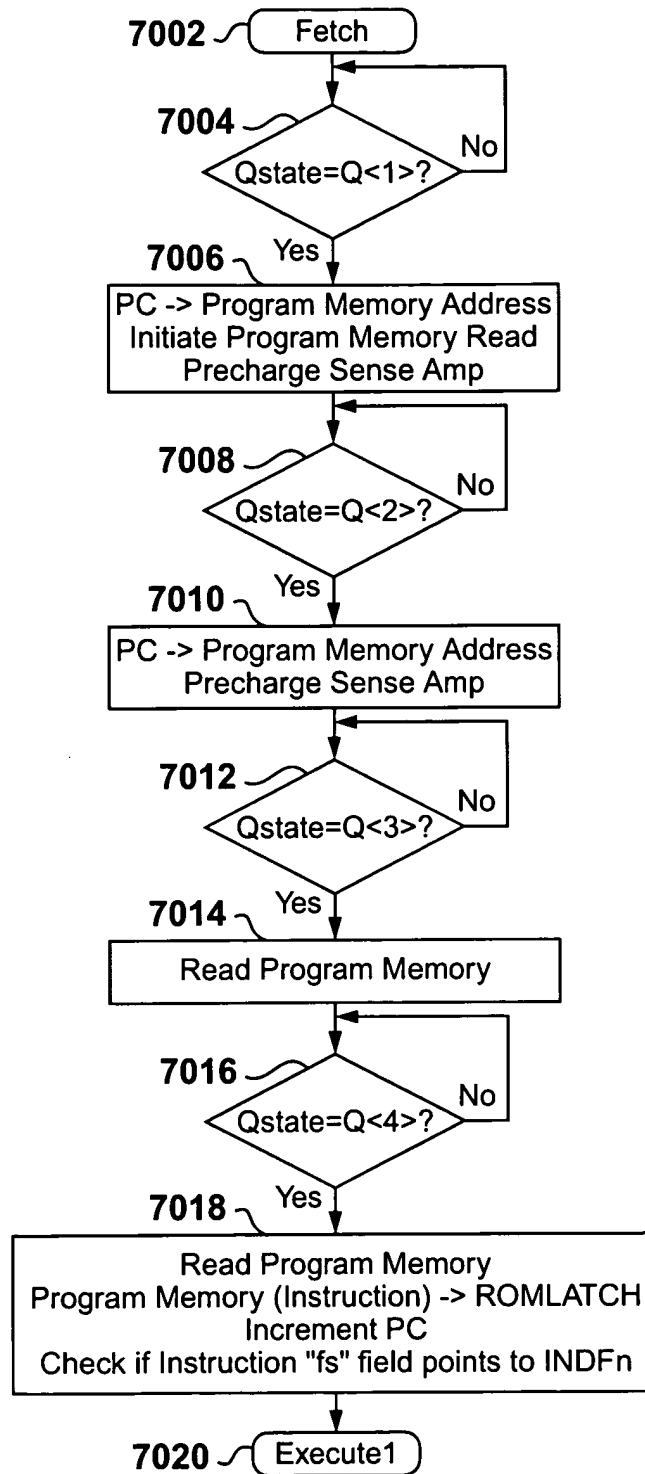 7002 Fetch
7004
Qstate=Q<1>?
No
Yes
7006
PC -> Program Memory Address
Initiate Program Memory Read
Precharge Sense Amp
7008
Qstate=Q<2>?
No
Yes
7010
PC -> Program Memory Address
Precharge Sense Amp
7012
Qstate=Q<3>?
No
Yes
7014
Read Program Memory
7016
Qstate=Q<4>?
No
Yes
7018
Read Program Memory
Program Memory (Instruction) -> ROMLATCH
Increment PC
Check if Instruction "fs" field points to INDFn
7020 Execute1